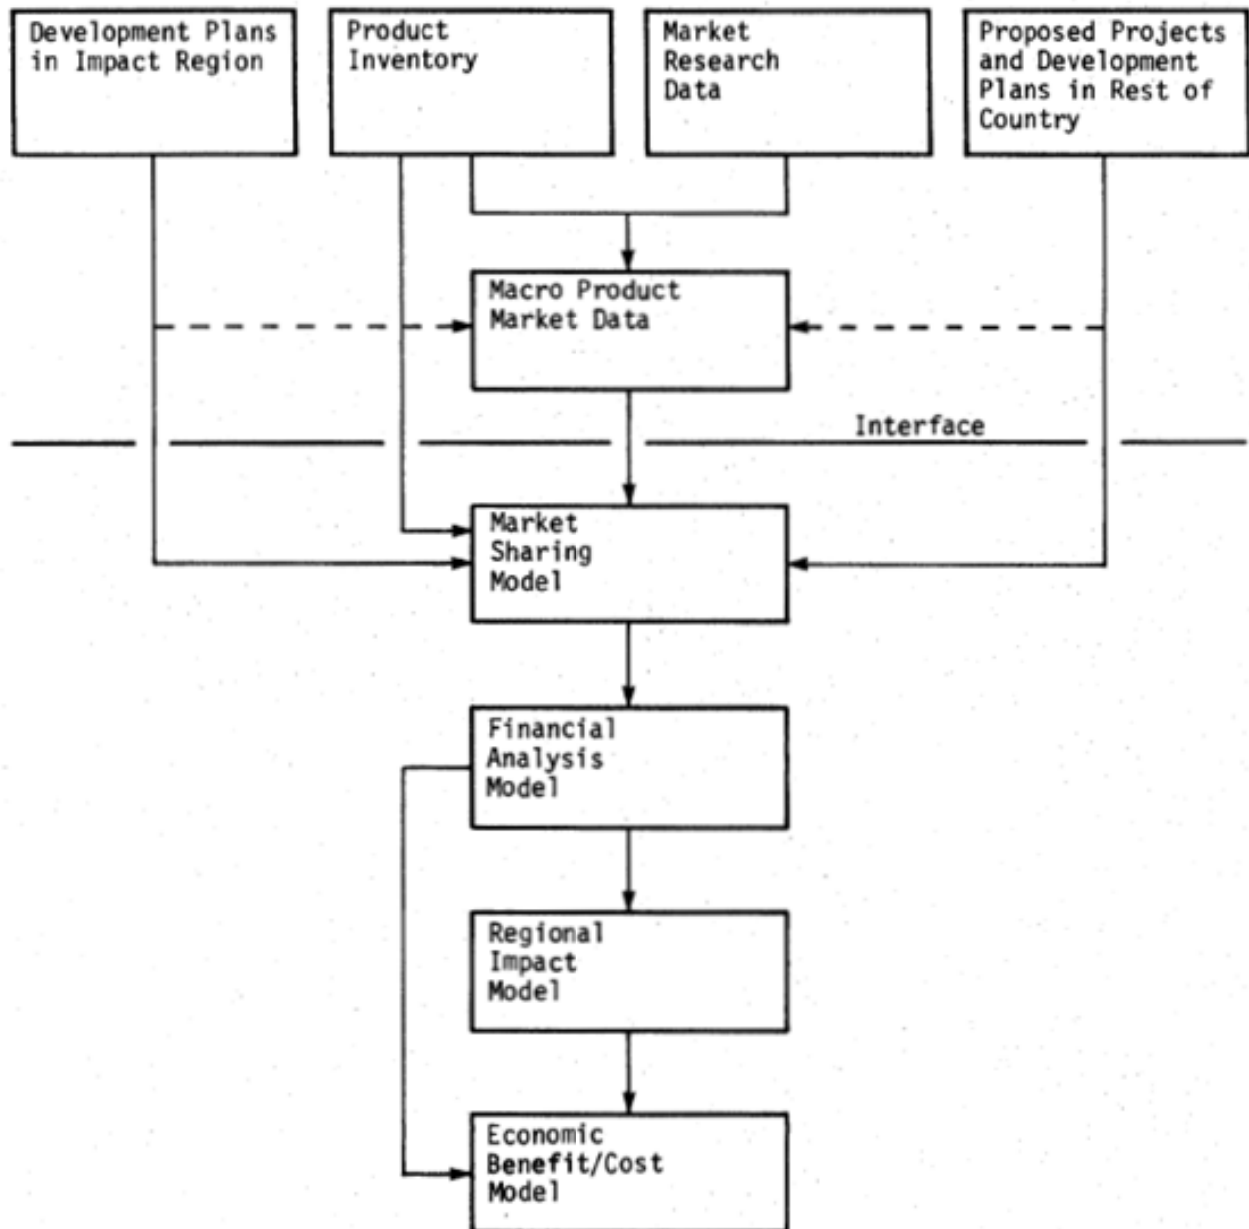 Development Plans
in Impact Region
Product
Inventory
Market
Research
Data
Proposed Projects
and Development
Plans in Rest of
Country
Macro Product
Market Data
Interface
Market
Sharing
Model
Financial
Analysis
Model
Regional
Impact
Model
Economic
Benefit/Cost
Model